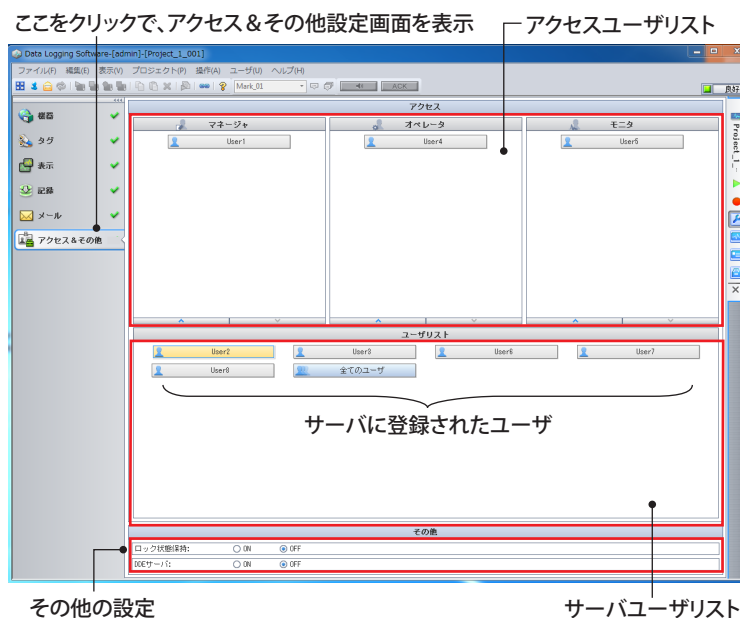 ここをクリックで、アクセス＆その他設定画面を表示
アクセスユーザリスト
Data Logging Software-[admin]-[Project_1_001]
ファイル(F) 編集(E) 表示(V) プロジェクト(P) 操作(A) ユーザ(U) ヘルプ(H)
Mark_01 ACK
良好
機器
タグ
表示
記録
メール
アクセス＆その他
アクセス
マネージャ オペレータ モニタ
User1 User4 User5
Project_1_...
ユーザリスト
User2 User3 User6 User7
User8 全てのユーザ
サーバに登録されたユーザ
その他
ロック状態保持: ON OFF
DDEサーバ: ON OFF
その他の設定
サーバユーザリスト